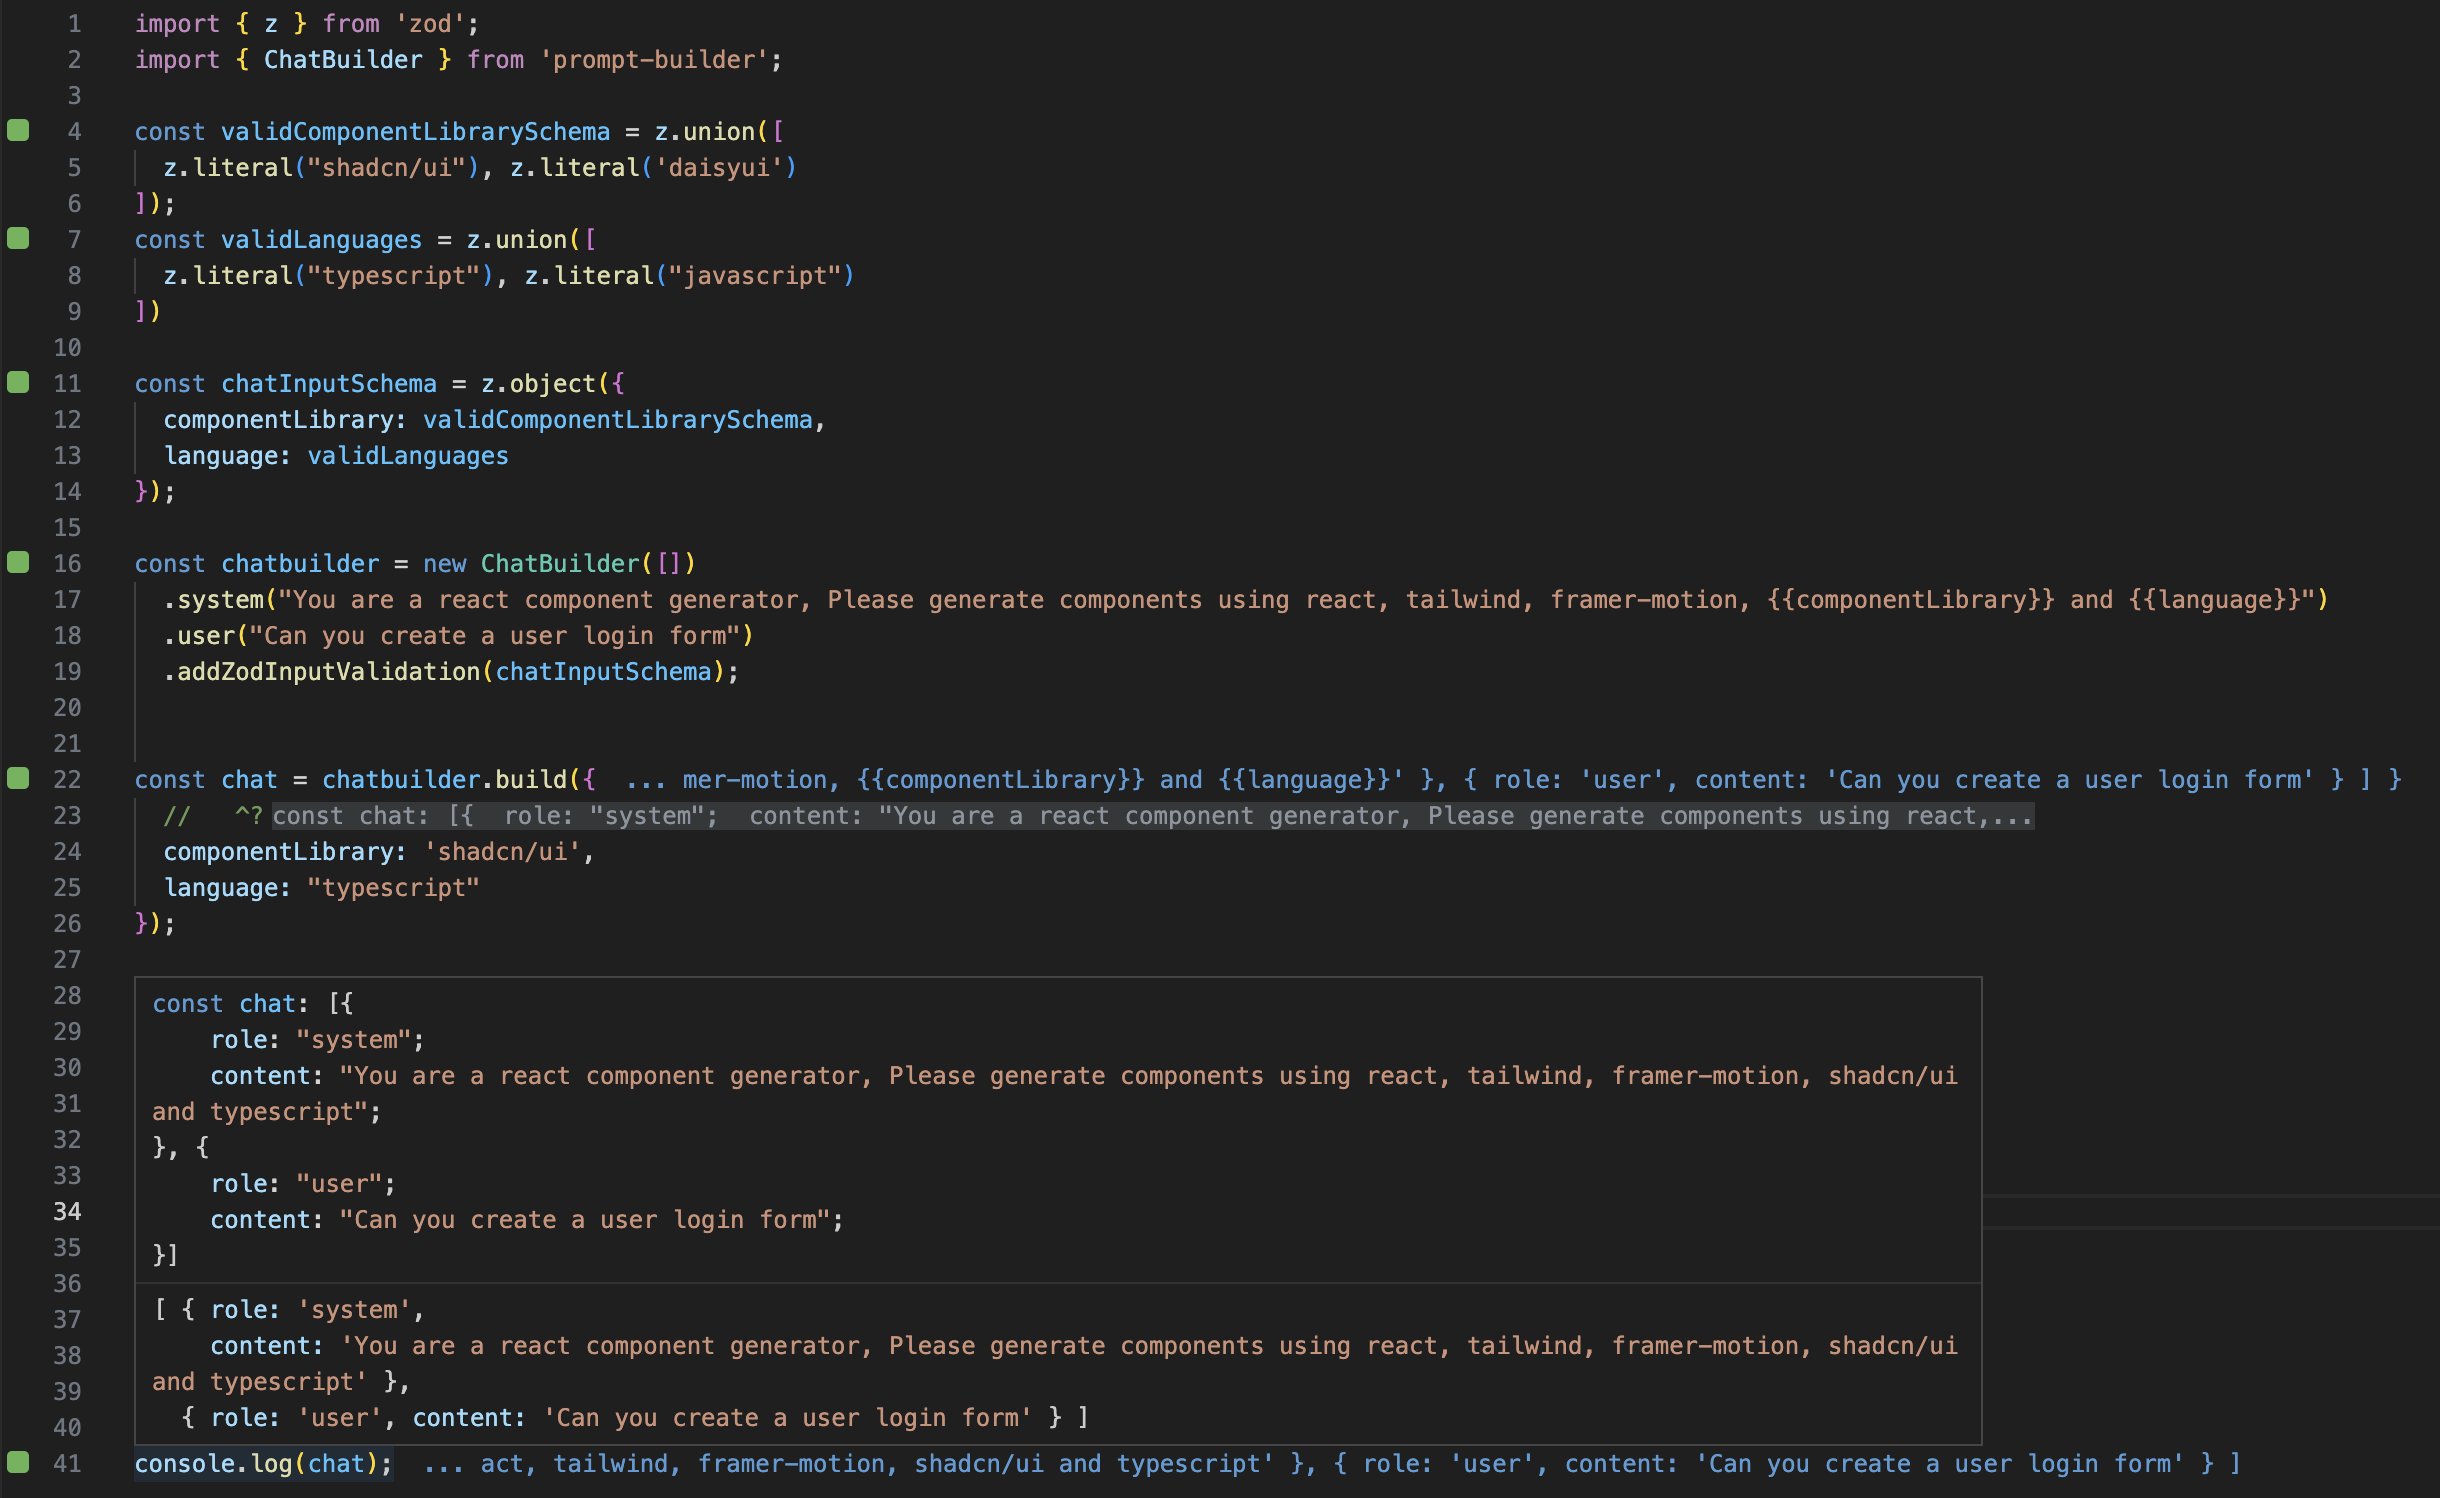 1 import { z } from 'zod';
2 import { ChatBuilder } from 'prompt-builder';
3
4 const validComponentLibrarySchema = z.union([
5   z.literal("shadcn/ui"), z.literal('daisyui')
6 ]);
7 const validLanguages = z.union([
8   z.literal("typescript"), z.literal("javascript")
9 ])
10
11 const chatInputSchema = z.object({
12   componentLibrary: validComponentLibrarySchema,
13   language: validLanguages
14 });
15
16 const chatbuilder = new ChatBuilder([])
17   .system("You are a react component generator, Please generate components using react, tailwind, framer-motion, {{componentLibrary}} and {{language}}")
18   .user("Can you create a user login form")
19   .addZodInputValidation(chatInputSchema);
20
21
22 const chat = chatbuilder.build({  ... mer-motion, {{componentLibrary}} and {{language}}' }, { role: 'user', content: 'Can you create a user login form' } ] }
23   //   ^? const chat: [{  role: "system";  content: "You are a react component generator, Please generate components using react,...
24   componentLibrary: 'shadcn/ui',
25   language: "typescript"
26 });
27
28 const chat: [{
29     role: "system";
30     content: "You are a react component generator, Please generate components using react, tailwind, framer-motion, shadcn/ui
31 and typescript";
32 }, {
33     role: "user";
34     content: "Can you create a user login form";
35 }]
36
37 [ { role: 'system',
38     content: 'You are a react component generator, Please generate components using react, tailwind, framer-motion, shadcn/ui
39 and typescript' },
40   { role: 'user', content: 'Can you create a user login form' } ]
41 console.log(chat);  ... act, tailwind, framer-motion, shadcn/ui and typescript' }, { role: 'user', content: 'Can you create a user login form' } ]